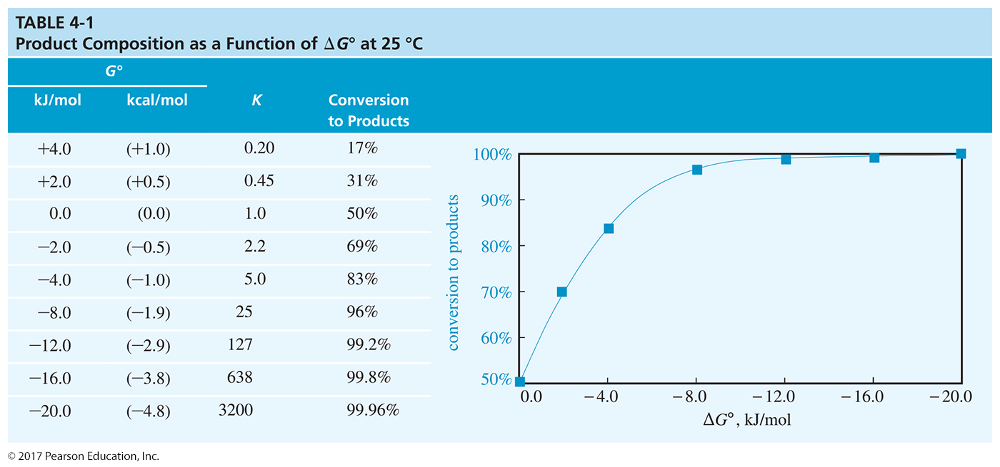 TABLE 4-1
Product Composition as a Function of ΔG° at 25 °C
G°
kJ/mol kcal/mol K Conversion
to Products
+4.0 (+1.0) 0.20 17%
+2.0 (+0.5) 0.45 31%
0.0 (0.0) 1.0 50%
−2.0 (−0.5) 2.2 69%
−4.0 (−1.0) 5.0 83%
−8.0 (−1.9) 25 96%
−12.0 (−2.9) 127 99.2%
−16.0 (−3.8) 638 99.8%
−20.0 (−4.8) 3200 99.96%
conversion to products
100%
90%
80%
70%
60%
50%
0.0 −4.0 −8.0 −12.0 −16.0 −20.0
ΔG°, kJ/mol
© 2017 Pearson Education, Inc.